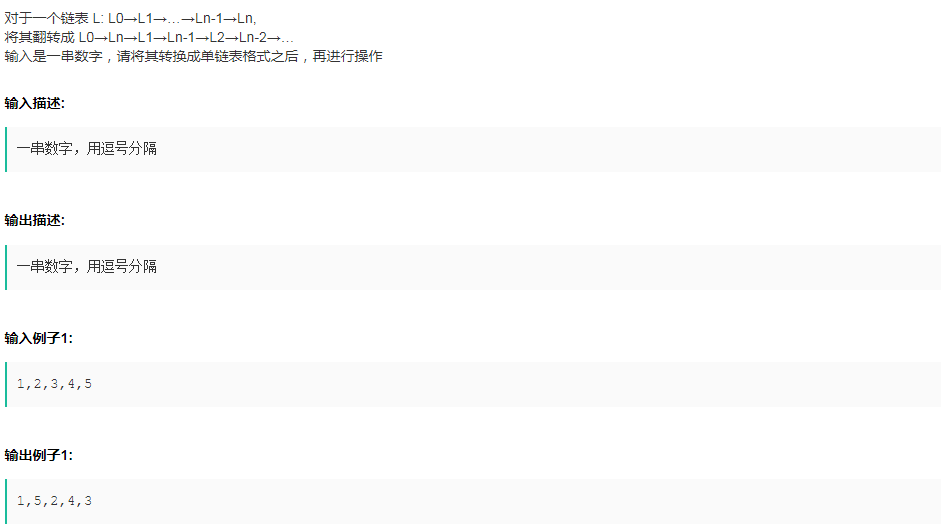 对于一个链表 L: L0→L1→…→Ln-1→Ln,
将其翻转成 L0→Ln→L1→Ln-1→L2→Ln-2→…
输入是一串数字，请将其转换成单链表格式之后，再进行操作
输入描述:
一串数字，用逗号分隔
输出描述:
一串数字，用逗号分隔
输入例子1:
1,2,3,4,5
输出例子1:
1,5,2,4,3